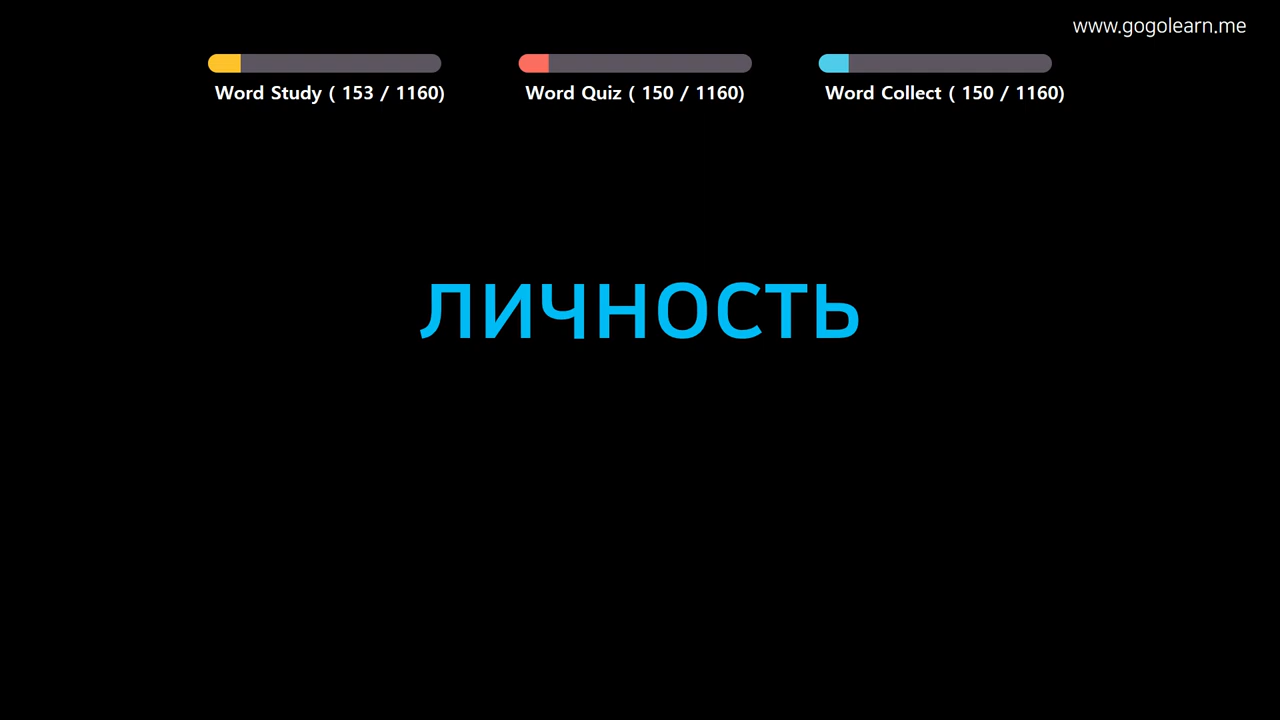 www.gogolearn.me
Word Study ( 153 / 1160)
Word Quiz ( 150 / 1160)
Word Collect ( 150 / 1160)
личность